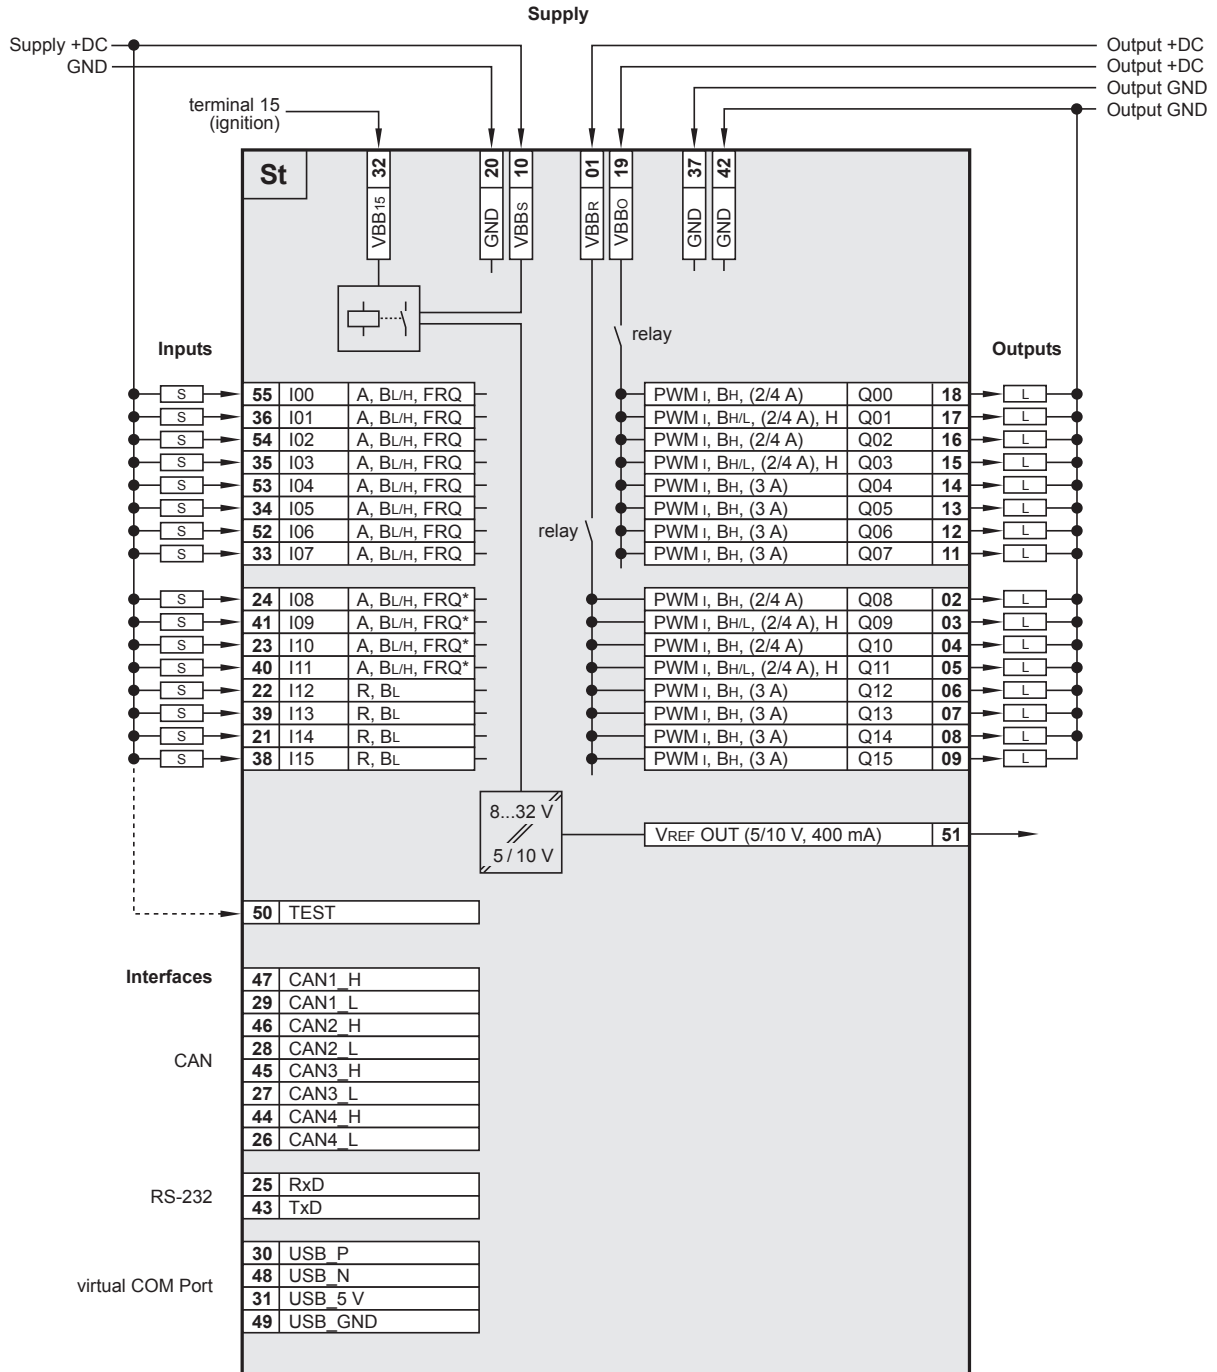 Supply
Supply +DC
GND
Output +DC
Output +DC
Output GND
Output GND
terminal 15
(ignition)
St
32 VBB15
20 GND
10 VBBS
01 VBBR
19 VBBO
37 GND
42 GND
relay
relay
Inputs
Outputs
S 55 I00 A, BL/H, FRQ PWM I, BH, (2/4 A) Q00 18 L
S 36 I01 A, BL/H, FRQ PWM I, BH/L, (2/4 A), H Q01 17 L
S 54 I02 A, BL/H, FRQ PWM I, BH, (2/4 A) Q02 16 L
S 35 I03 A, BL/H, FRQ PWM I, BH/L, (2/4 A), H Q03 15 L
S 53 I04 A, BL/H, FRQ PWM I, BH, (3 A) Q04 14 L
S 34 I05 A, BL/H, FRQ PWM I, BH, (3 A) Q05 13 L
S 52 I06 A, BL/H, FRQ PWM I, BH, (3 A) Q06 12 L
S 33 I07 A, BL/H, FRQ PWM I, BH, (3 A) Q07 11 L
S 24 I08 A, BL/H, FRQ* PWM I, BH, (2/4 A) Q08 02 L
S 41 I09 A, BL/H, FRQ* PWM I, BH/L, (2/4 A), H Q09 03 L
S 23 I10 A, BL/H, FRQ* PWM I, BH, (2/4 A) Q10 04 L
S 40 I11 A, BL/H, FRQ* PWM I, BH/L, (2/4 A), H Q11 05 L
S 22 I12 R, BL PWM I, BH, (3 A) Q12 06 L
S 39 I13 R, BL PWM I, BH, (3 A) Q13 07 L
S 21 I14 R, BL PWM I, BH, (3 A) Q14 08 L
S 38 I15 R, BL PWM I, BH, (3 A) Q15 09 L
8...32 V
5 / 10 V
VREF OUT (5/10 V, 400 mA) 51
50 TEST
Interfaces
CAN
47 CAN1_H
29 CAN1_L
46 CAN2_H
28 CAN2_L
45 CAN3_H
27 CAN3_L
44 CAN4_H
26 CAN4_L
RS-232
25 RxD
43 TxD
virtual COM Port
30 USB_P
48 USB_N
31 USB_5 V
49 USB_GND